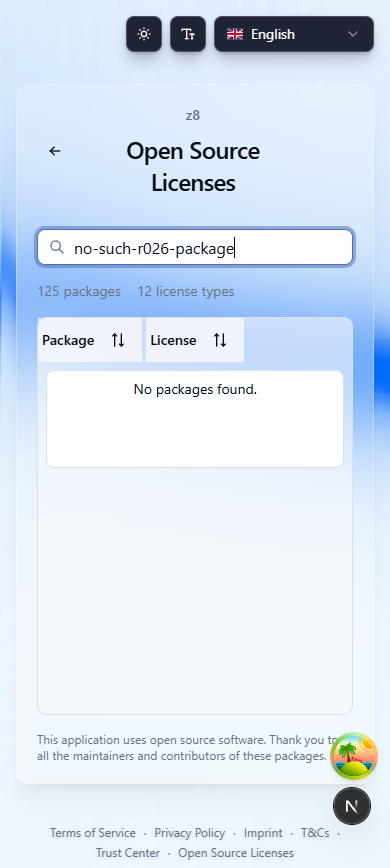 English
z8
Open Source
Licenses
no-such-r026-package
125 packages 12 license types
Package License
No packages found.
This application uses open source software. Thank you to
all the maintainers and contributors of these packages.
N
Terms of Service · Privacy Policy · Imprint · T&Cs ·
Trust Center · Open Source Licenses